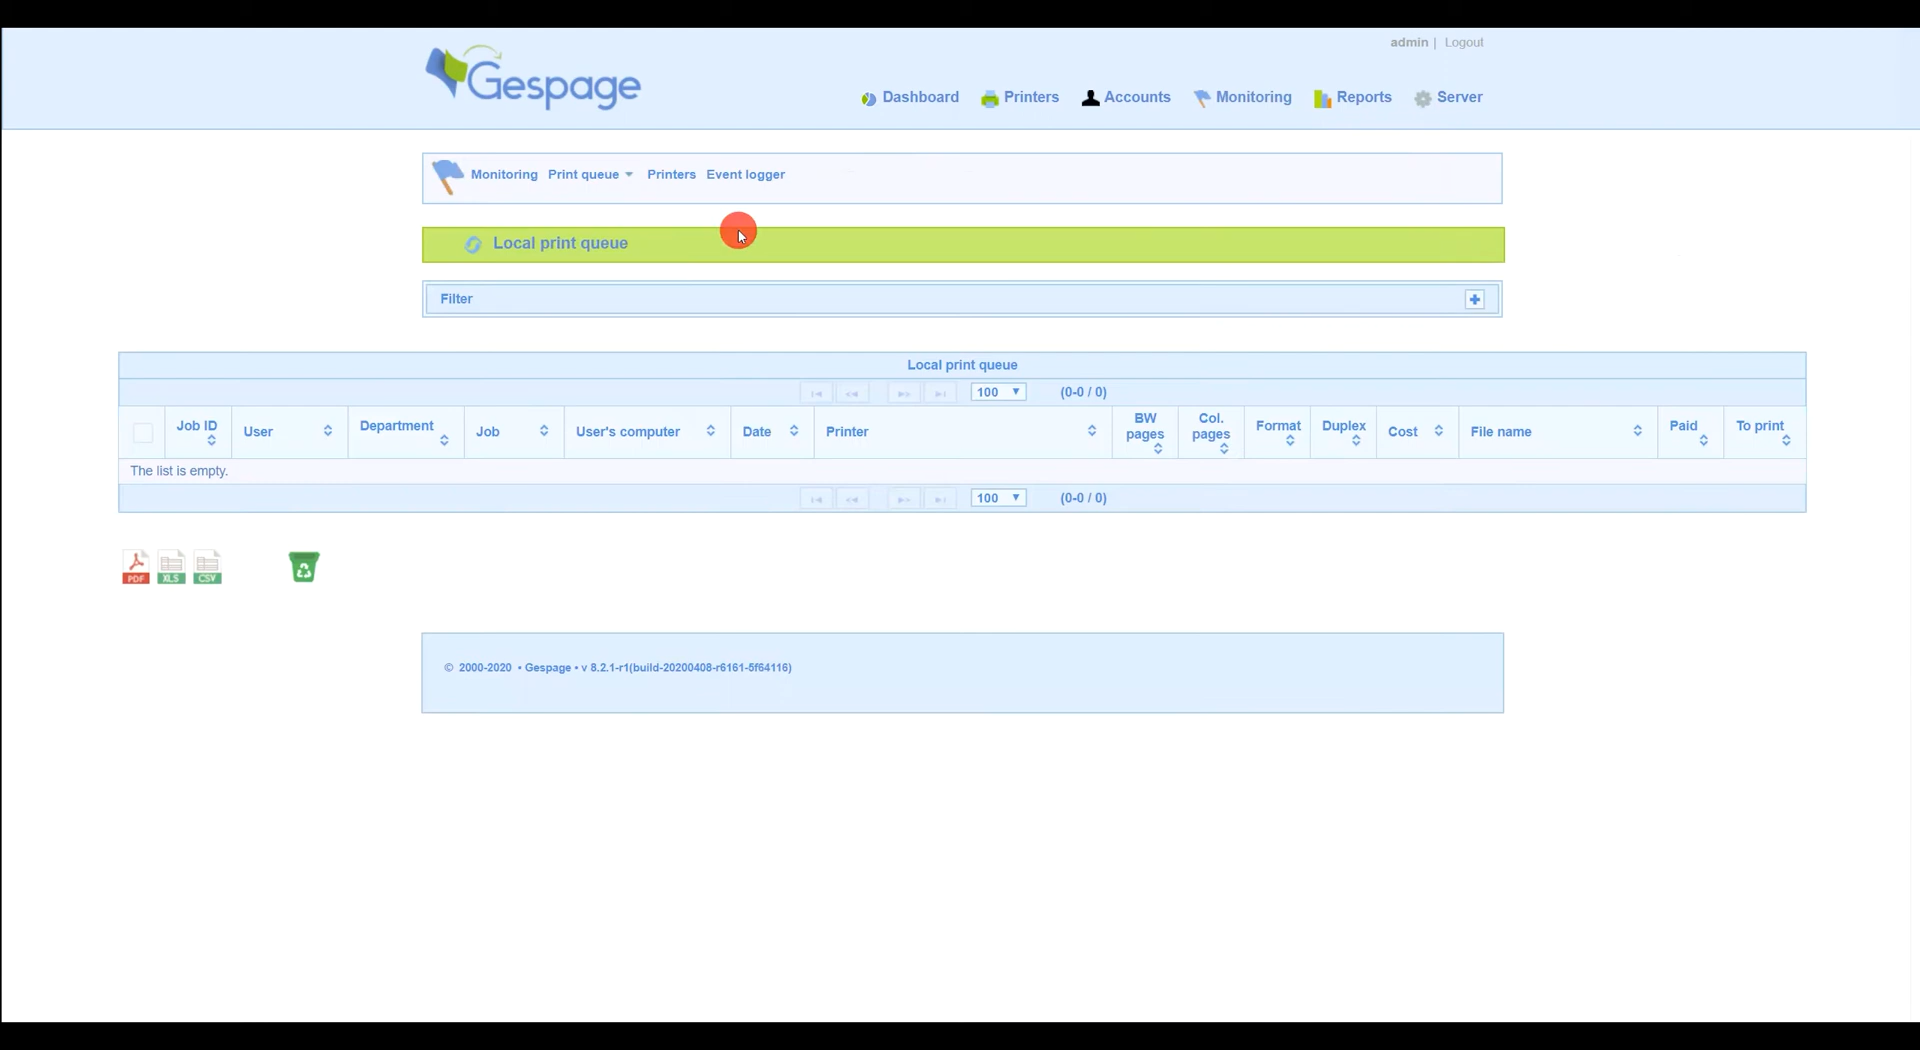 admin | Logout
Gespage
Dashboard Printers Accounts Monitoring Reports Server
Monitoring Print queue Printers Event logger
Local print queue
Filter
Local print queue
100 (0-0 / 0)
Job ID User Department Job User's computer Date Printer BW pages Col. pages Format Duplex Cost File name Paid To print
The list is empty.
100 (0-0 / 0)
PDF XLS CSV
© 2000-2020 • Gespage • v 8.2.1-r1(build-20200408-r6161-5f64116)